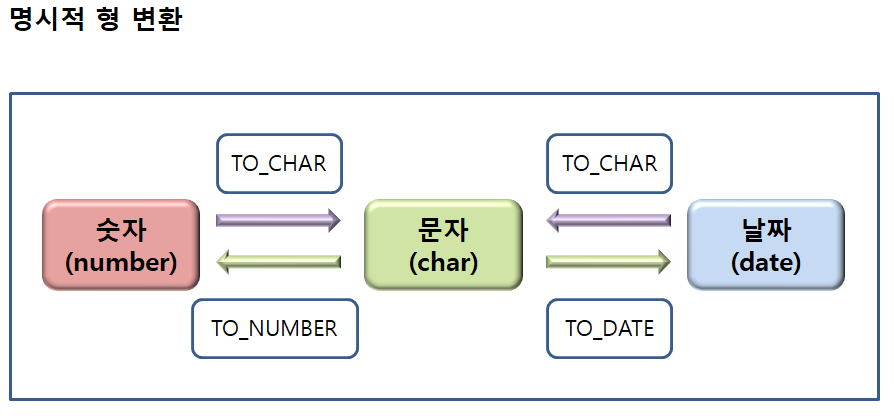 명시적 형 변환
TO_CHAR
TO_CHAR
숫자
(number)
문자
(char)
날짜
(date)
TO_NUMBER
TO_DATE